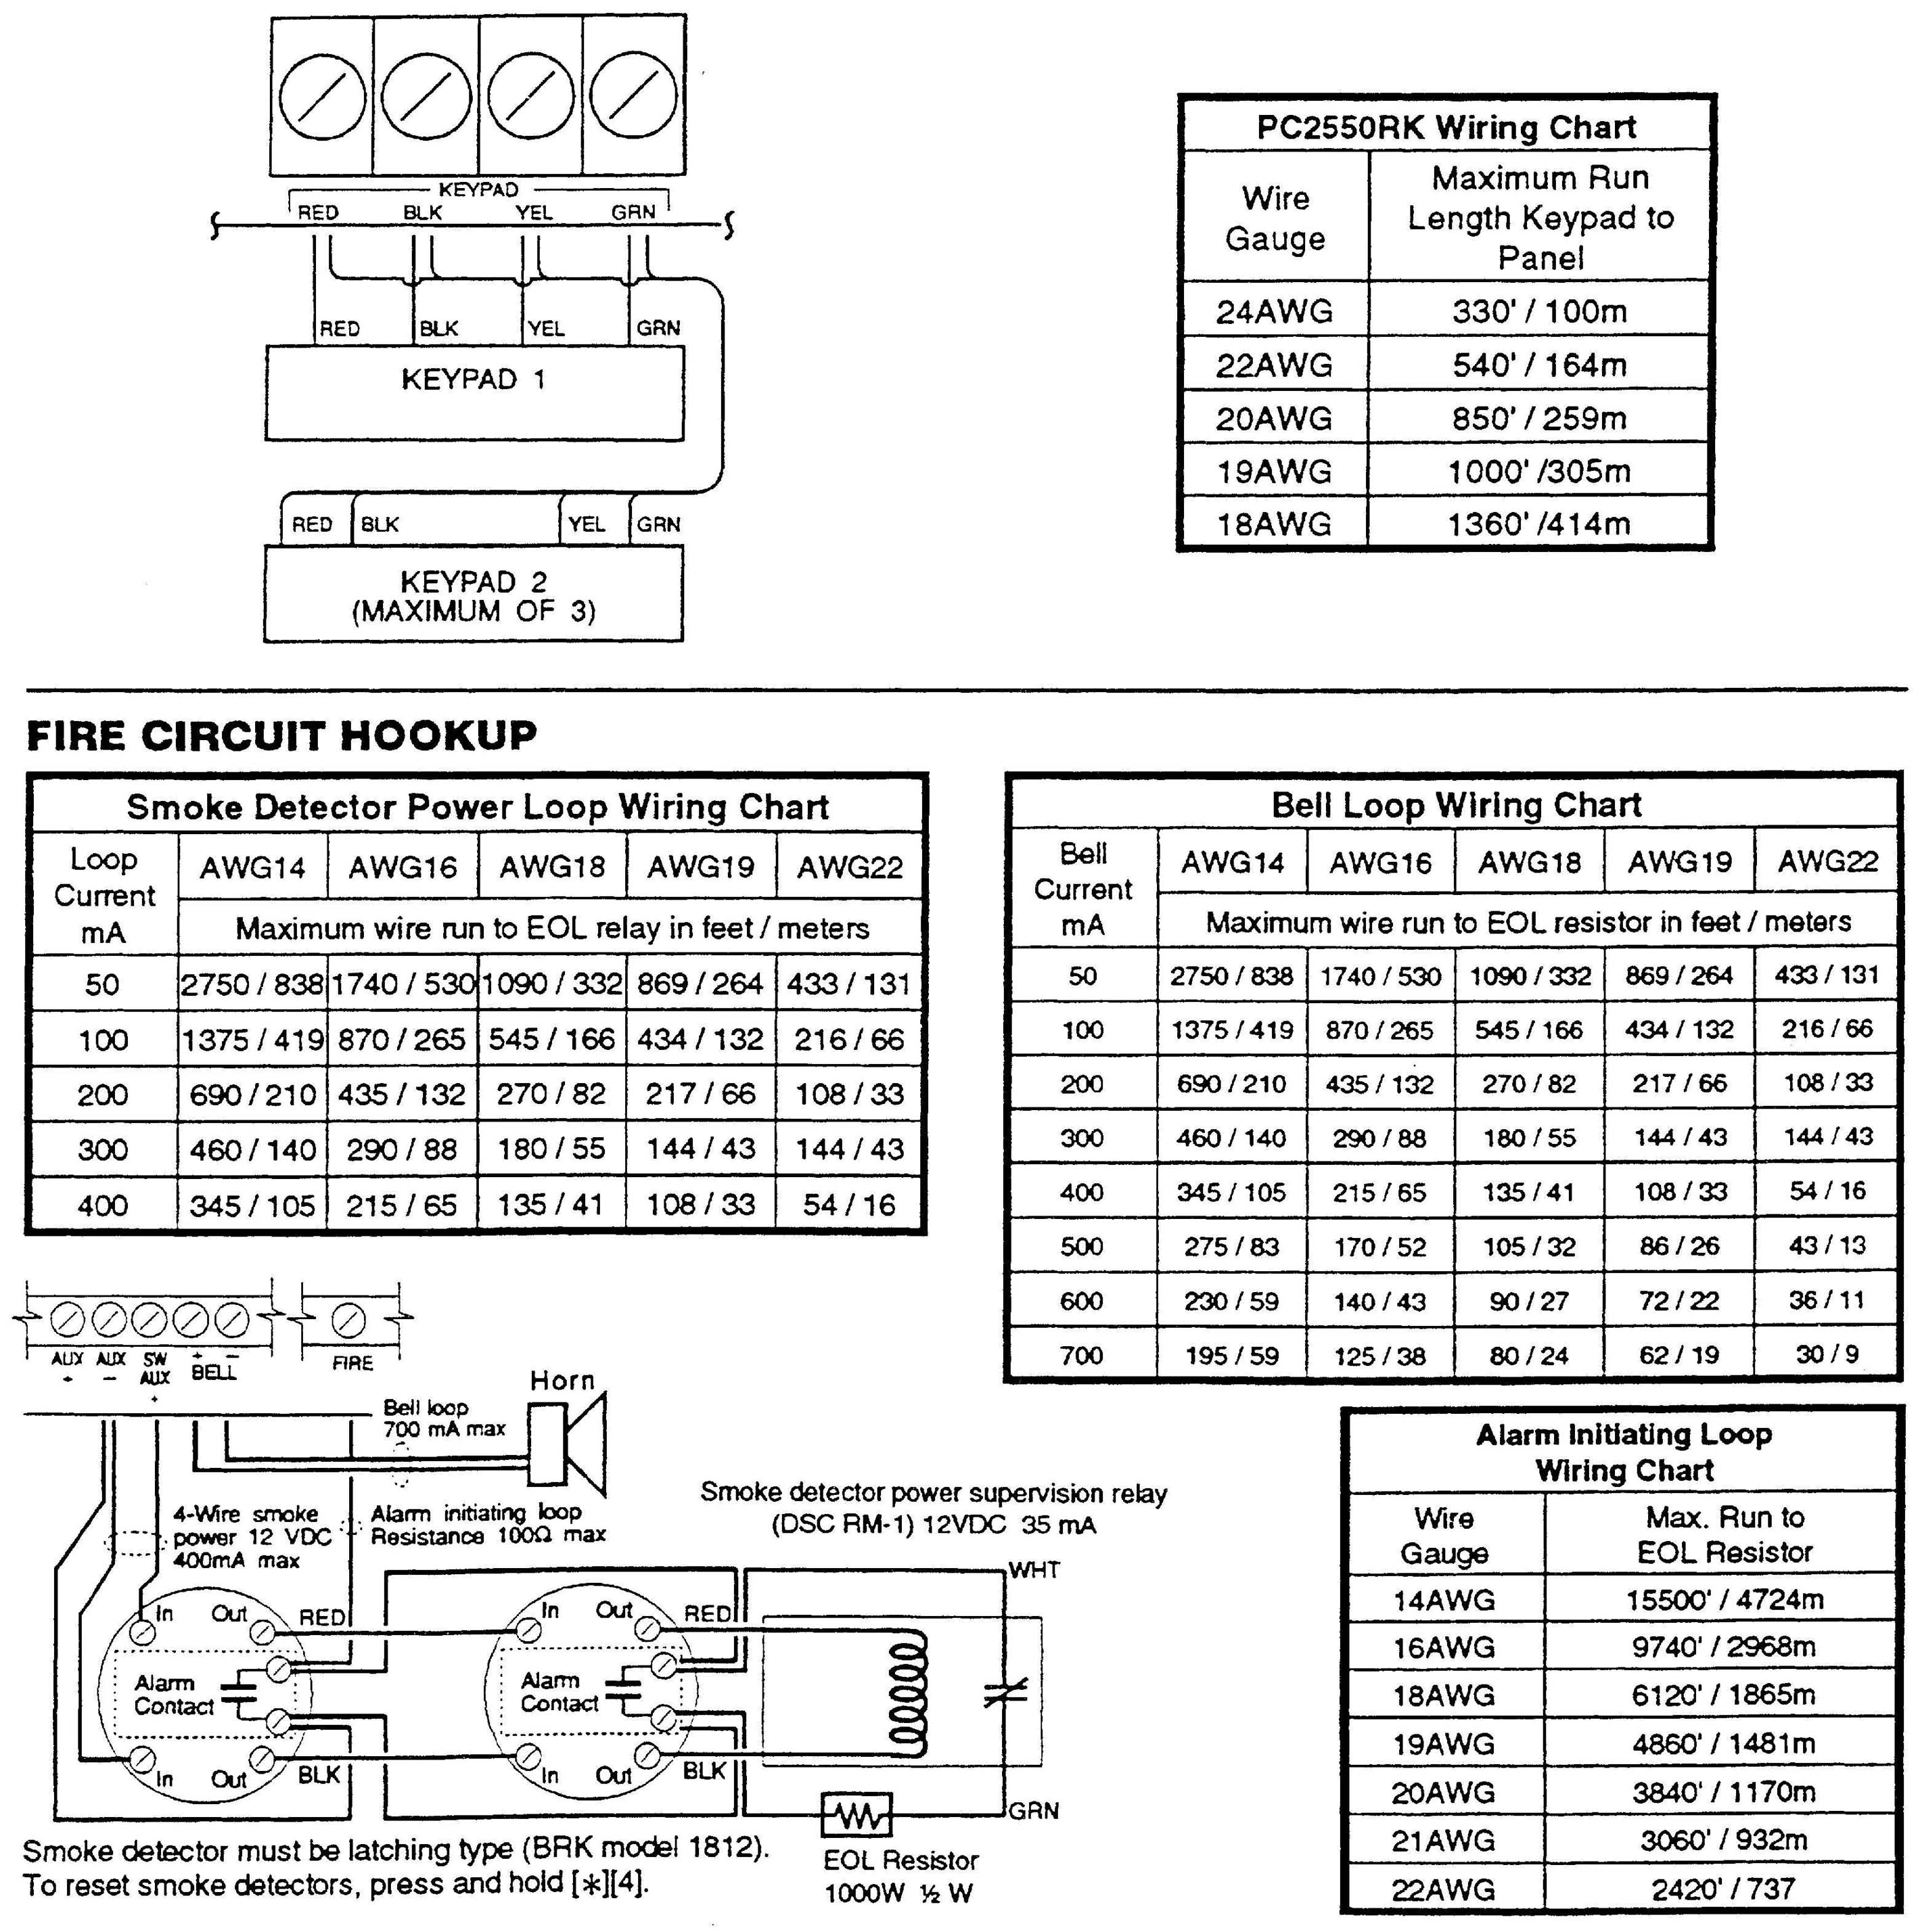 KEYPAD
RED BLK YEL GRN
RED BLK YEL GRN
KEYPAD 1
RED BLK YEL GRN
KEYPAD 2
(MAXIMUM OF 3)
PC2550RK Wiring Chart
Wire Gauge Maximum Run Length Keypad to Panel
24AWG 330' / 100m
22AWG 540' / 164m
20AWG 850' / 259m
19AWG 1000' /305m
18AWG 1360' /414m
FIRE CIRCUIT HOOKUP
Smoke Detector Power Loop Wiring Chart
Loop Current mA AWG14 AWG16 AWG18 AWG19 AWG22
Maximum wire run to EOL relay in feet / meters
50 2750 / 838 1740 / 530 1090 / 332 869 / 264 433 / 131
100 1375 / 419 870 / 265 545 / 166 434 / 132 216 / 66
200 690 / 210 435 / 132 270 / 82 217 / 66 108 / 33
300 460 / 140 290 / 88 180 / 55 144 / 43 144 / 43
400 345 / 105 215 / 65 135 / 41 108 / 33 54 / 16
Bell Loop Wiring Chart
Bell Current mA AWG14 AWG16 AWG18 AWG19 AWG22
Maximum wire run to EOL resistor in feet / meters
50 2750 / 838 1740 / 530 1090 / 332 869 / 264 433 / 131
100 1375 / 419 870 / 265 545 / 166 434 / 132 216 / 66
200 690 / 210 435 / 132 270 / 82 217 / 66 108 / 33
300 460 / 140 290 / 88 180 / 55 144 / 43 144 / 43
400 345 / 105 215 / 65 135 / 41 108 / 33 54 / 16
500 275 / 83 170 / 52 105 / 32 86 / 26 43 / 13
600 230 / 59 140 / 43 90 / 27 72 / 22 36 / 11
700 195 / 59 125 / 38 80 / 24 62 / 19 30 / 9
AUX + AUX − SW AUX + + BELL − FIRE
Horn
Bell loop
700 mA max
4-Wire smoke
power 12 VDC
400mA max
Alarm initiating loop
Resistance 100Ω max
Smoke detector power supervision relay
(DSC RM-1) 12VDC 35 mA
WHT
In Out RED In Out RED
Alarm
Contact
Alarm
Contact
In Out BLK In Out BLK
GRN
EOL Resistor
1000W ½ W
Smoke detector must be latching type (BRK model 1812).
To reset smoke detectors, press and hold [*][4].
Alarm Initiating Loop
Wiring Chart
Wire Gauge Max. Run to EOL Resistor
14AWG 15500' / 4724m
16AWG 9740' / 2968m
18AWG 6120' / 1865m
19AWG 4860' / 1481m
20AWG 3840' / 1170m
21AWG 3060' / 932m
22AWG 2420' / 737